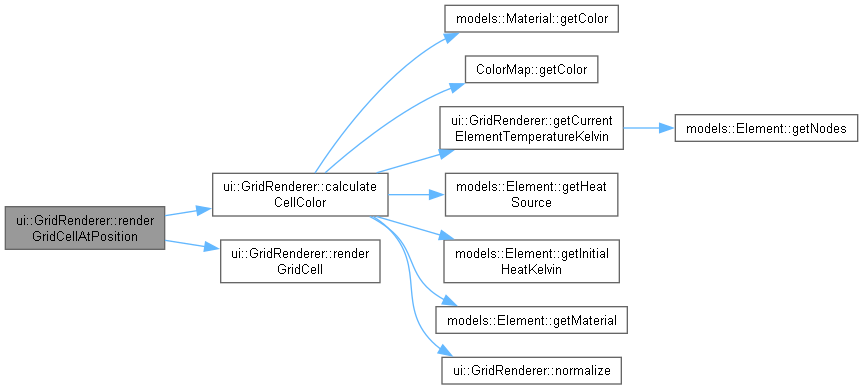 models::Material::getColor
ColorMap::getColor
ui::GridRenderer::getCurrent
ElementTemperatureKelvin
models::Element::getNodes
ui::GridRenderer::calculate
CellColor
models::Element::getHeat
Source
ui::GridRenderer::render
GridCellAtPosition
ui::GridRenderer::render
GridCell
models::Element::getInitial
HeatKelvin
models::Element::getMaterial
ui::GridRenderer::normalize